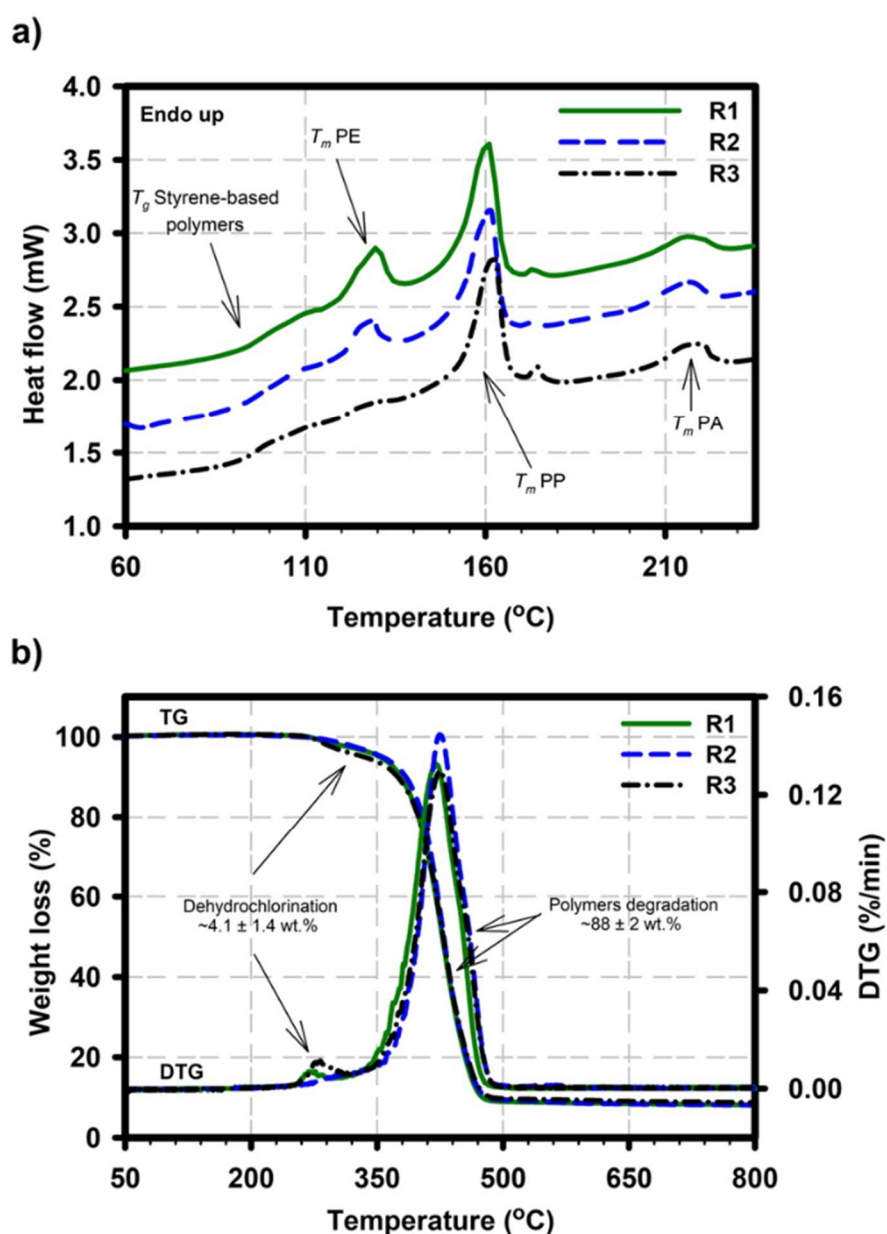 a)
4.0
3.5
3.0
2.5
2.0
1.5
1.0
Heat flow (mW)
Endo up
R1
R2
R3
Tm PE
Tg Styrene-based
polymers
Tm PP
Tm PA
60
110
160
210
Temperature (oC)
b)
100
80
60
40
20
0
Weight loss (%)
TG
R1
R2
R3
Dehydrochlorination
~4.1 ± 1.4 wt.%
Polymers degradation
~88 ± 2 wt.%
DTG
0.16
0.12
0.08
0.04
0.00
DTG (%/min)
50
200
350
500
650
800
Temperature (oC)